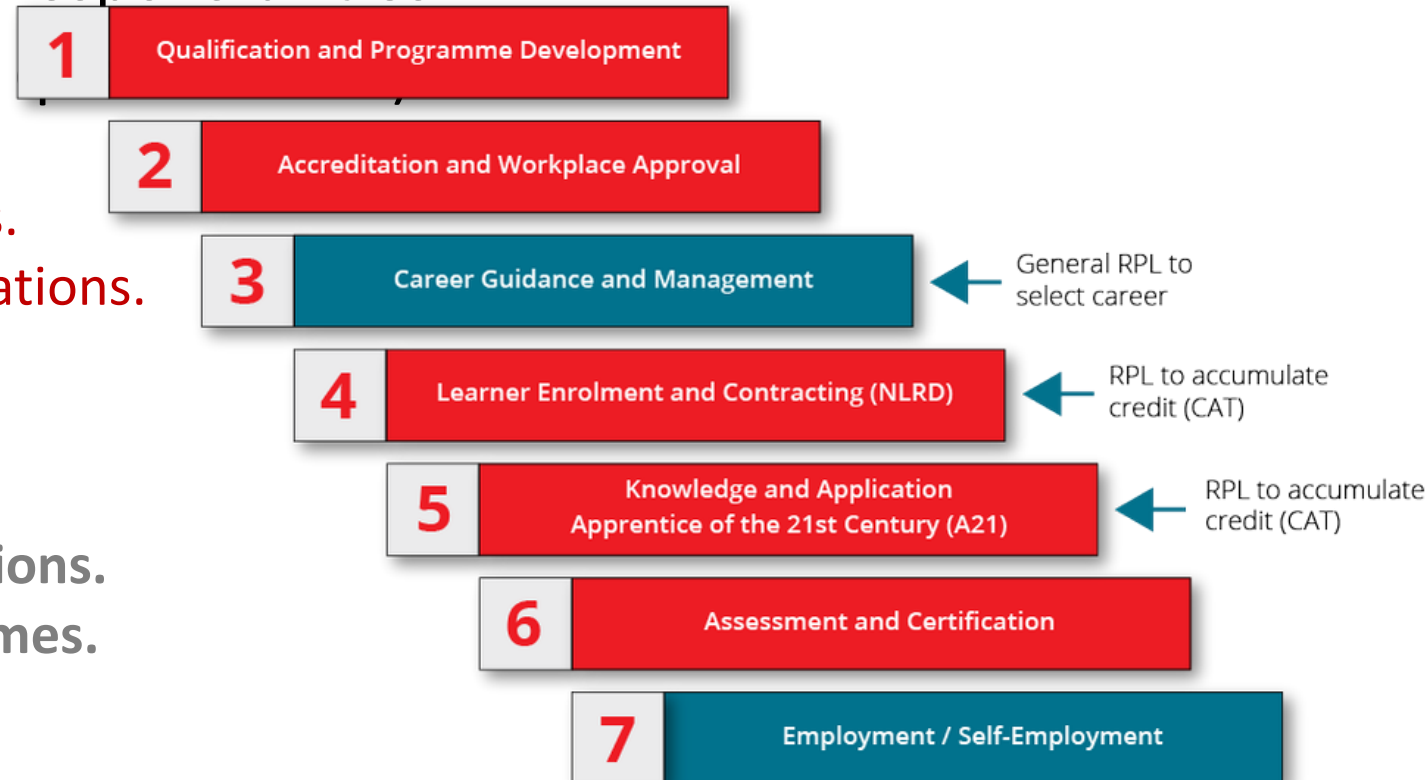 1
Qualification and Programme Development
2
Accreditation and Workplace Approval
3
Career Guidance and Management
General RPL to
select career
4
Learner Enrolment and Contracting (NLRD)
RPL to accumulate
credit (CAT)
5
Knowledge and Application
Apprentice of the 21st Century (A21)
RPL to accumulate
credit (CAT)
6
Assessment and Certification
7
Employment / Self-Employment